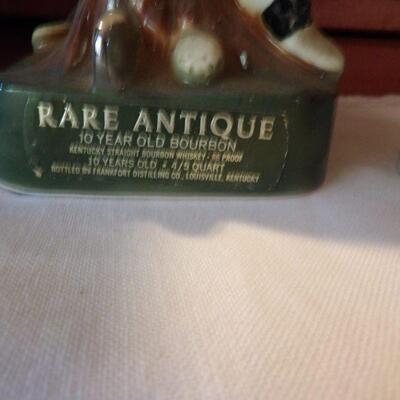 RARE ANTIQUE
10 YEAR OLD BOURBON
KENTUCKY STRAIGHT BOURBON WHISKEY • 86 PROOF
10 YEARS OLD • 4/5 QUART
BOTTLED BY FRANKFORT DISTILLING CO., LOUISVILLE, KENTUCKY